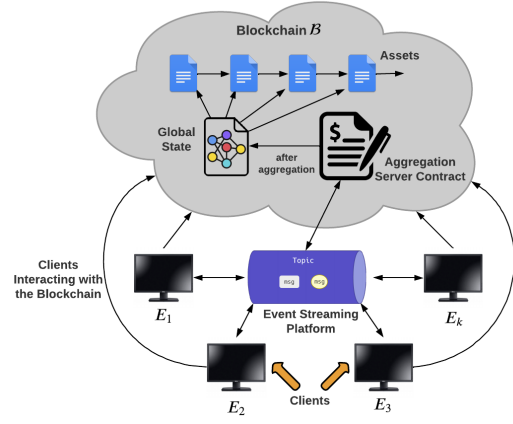 Blockchain B
Assets
Global
State
$
after
aggregation
Aggregation
Server Contract
Clients
Interacting with
the Blockchain
Topic
msg
msg
E1
Event Streaming
Platform
Ek
E2
Clients
E3